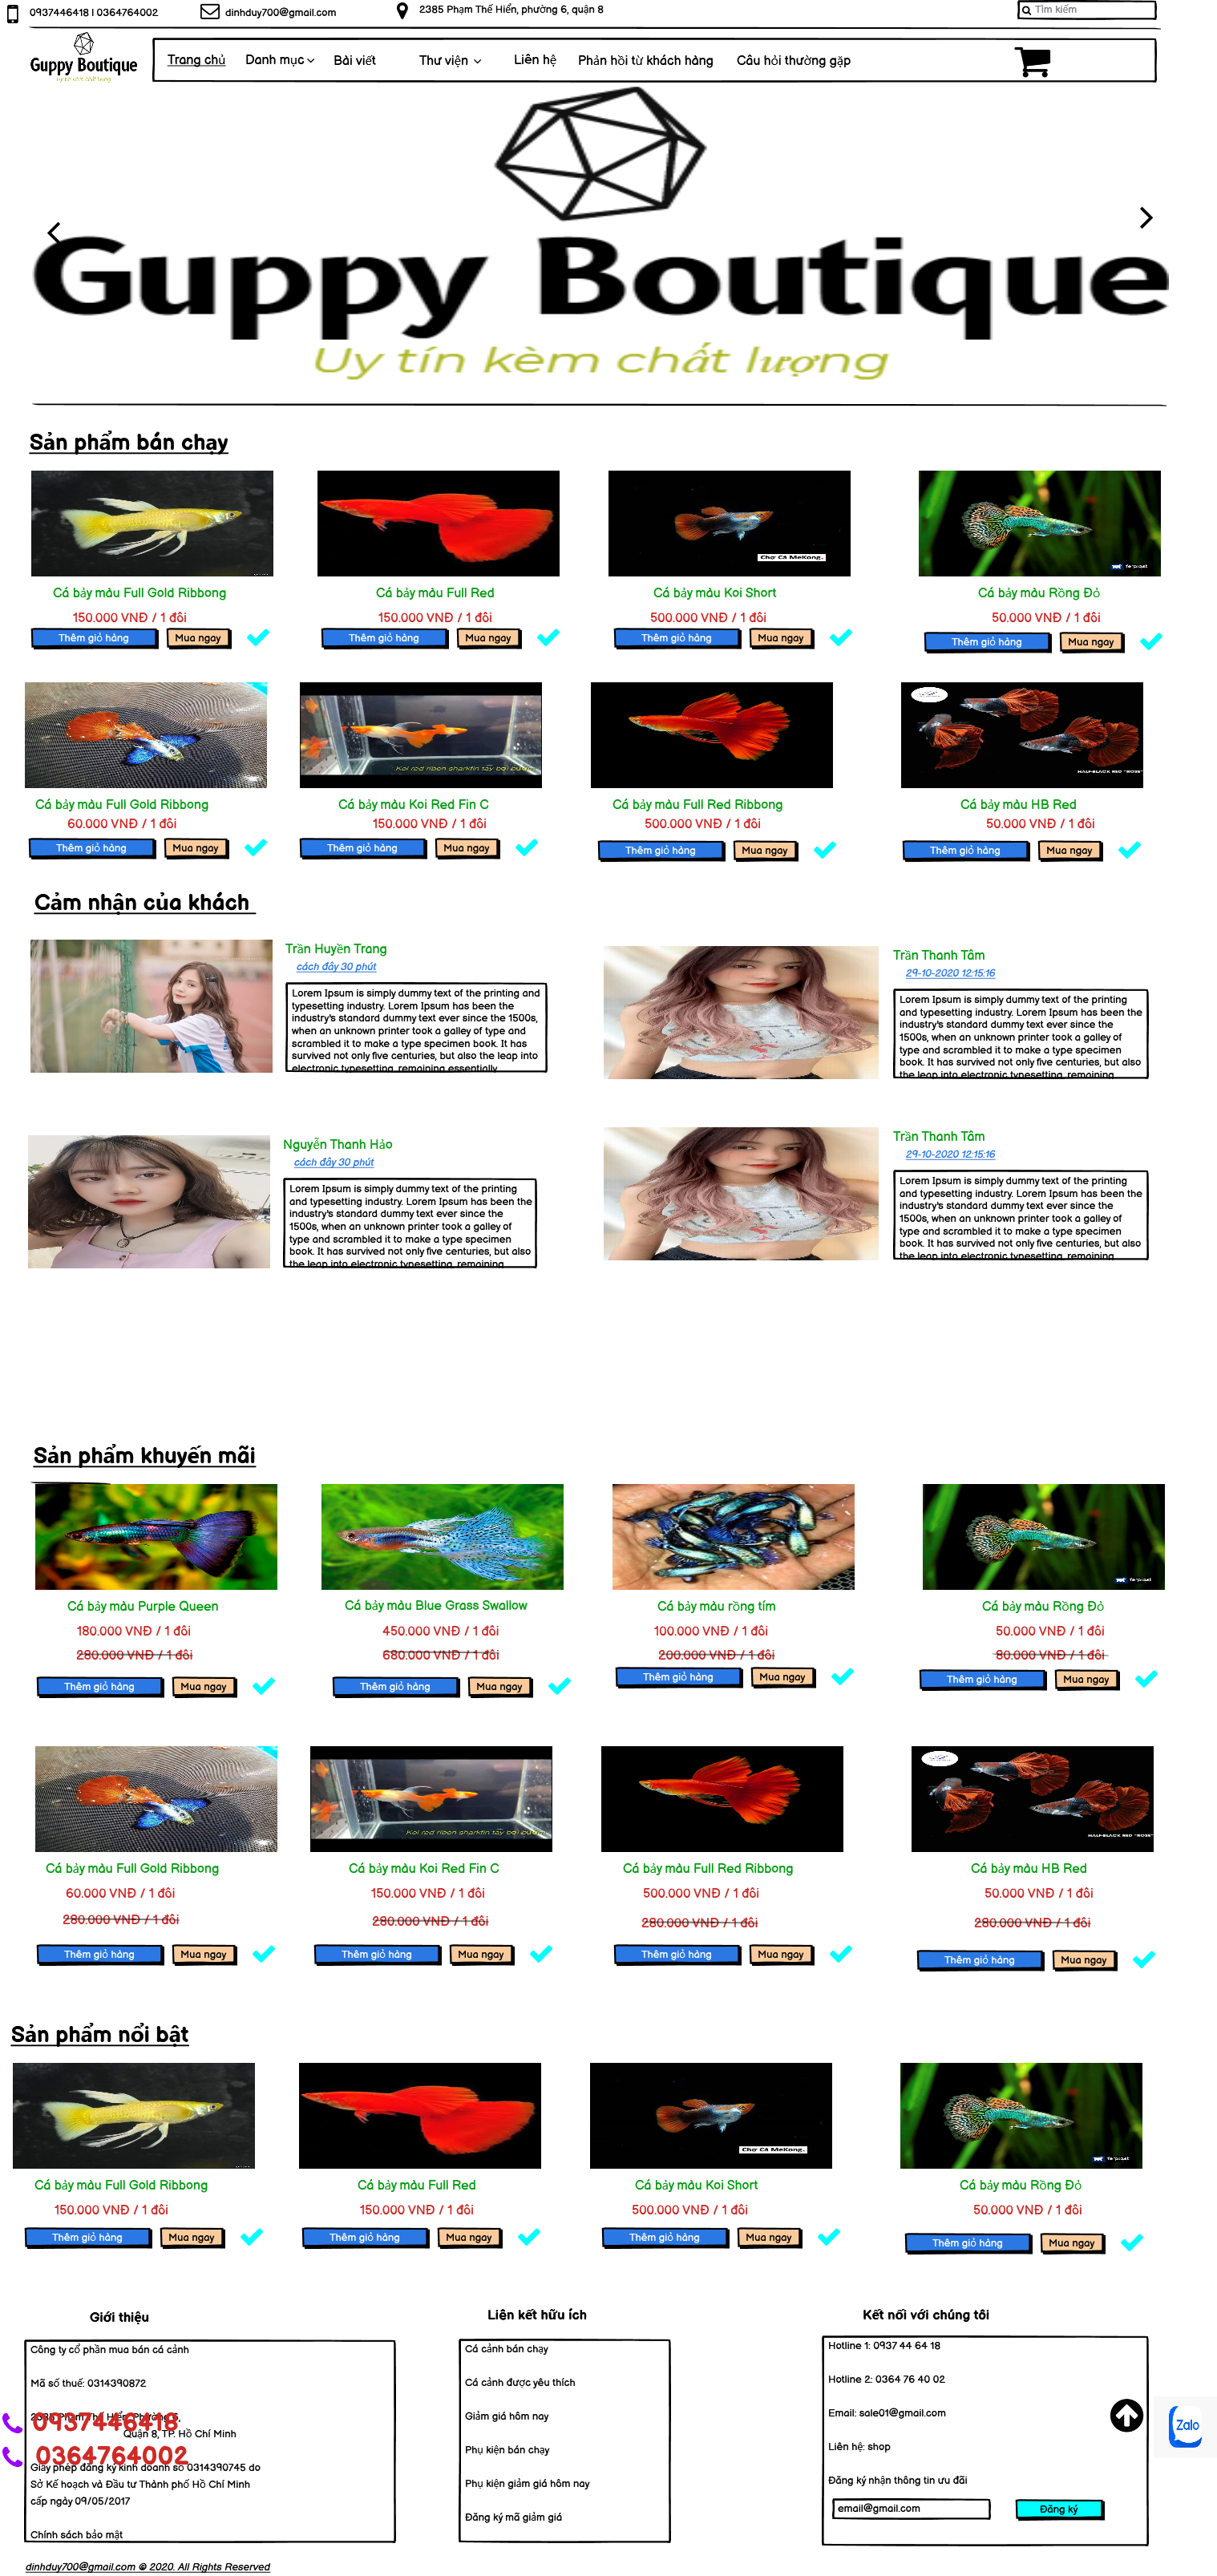 0937446418 I 0364764002
dinhduy700@gmail.com
2385 Phạm Thế Hiển, phường 6, quận 8
Tìm kiếm
Guppy Boutique
Uy tín kèm chất lượng
Trang chủ
Danh mục
Bài viết
Thư viện
Liên hệ
Phản hồi từ khách hàng
Câu hỏi thường gặp
Guppy Boutique
Uy tín kèm chất lượng
Sản phẩm bán chạy
Chợ Cá MeKong.
Cá bảy màu Full Gold Ribbong
Cá bảy màu Full Red
Cá bảy màu Koi Short
Cá bảy màu Rồng Đỏ
150.000 VNĐ / 1 đôi
150.000 VNĐ / 1 đôi
500.000 VNĐ / 1 đôi
50.000 VNĐ / 1 đôi
Thêm giỏ hàng Mua ngay
Thêm giỏ hàng Mua ngay
Thêm giỏ hàng Mua ngay
Thêm giỏ hàng Mua ngay
Koi red ribon sharkfin tây bơi bướm
HALF-BLACK RED "ROSE"
Cá bảy màu Full Gold Ribbong
Cá bảy màu Koi Red Fin C
Cá bảy màu Full Red Ribbong
Cá bảy màu HB Red
60.000 VNĐ / 1 đôi
150.000 VNĐ / 1 đôi
500.000 VNĐ / 1 đôi
50.000 VNĐ / 1 đôi
Thêm giỏ hàng Mua ngay
Thêm giỏ hàng Mua ngay
Thêm giỏ hàng Mua ngay
Thêm giỏ hàng Mua ngay
Cảm nhận của khách
Trần Huyền Trang
cách đây 30 phút
Lorem Ipsum is simply dummy text of the printing and
typesetting industry. Lorem Ipsum has been the
industry's standard dummy text ever since the 1500s,
when an unknown printer took a galley of type and
scrambled it to make a type specimen book. It has
survived not only five centuries, but also the leap into
electronic typesetting, remaining essentially
Trần Thanh Tâm
29-10-2020 12:15:16
Lorem Ipsum is simply dummy text of the printing
and typesetting industry. Lorem Ipsum has been the
industry's standard dummy text ever since the
1500s, when an unknown printer took a galley of
type and scrambled it to make a type specimen
book. It has survived not only five centuries, but also
the leap into electronic typesetting, remaining
Nguyễn Thanh Hảo
cách đây 30 phút
Lorem Ipsum is simply dummy text of the printing
and typesetting industry. Lorem Ipsum has been the
industry's standard dummy text ever since the
1500s, when an unknown printer took a galley of
type and scrambled it to make a type specimen
book. It has survived not only five centuries, but also
the leap into electronic typesetting, remaining
Trần Thanh Tâm
29-10-2020 12:15:16
Lorem Ipsum is simply dummy text of the printing
and typesetting industry. Lorem Ipsum has been the
industry's standard dummy text ever since the
1500s, when an unknown printer took a galley of
type and scrambled it to make a type specimen
book. It has survived not only five centuries, but also
the leap into electronic typesetting, remaining
Sản phẩm khuyến mãi
Cá bảy màu Purple Queen
Cá bảy màu Blue Grass Swallow
Cá bảy màu rồng tím
Cá bảy màu Rồng Đỏ
180.000 VNĐ / 1 đôi
450.000 VNĐ / 1 đôi
100.000 VNĐ / 1 đôi
50.000 VNĐ / 1 đôi
280.000 VNĐ / 1 đôi
680.000 VNĐ / 1 đôi
200.000 VNĐ / 1 đôi
80.000 VNĐ / 1 đôi
Thêm giỏ hàng Mua ngay
Thêm giỏ hàng Mua ngay
Thêm giỏ hàng Mua ngay
Thêm giỏ hàng Mua ngay
Koi red ribon sharkfin tây bơi bướm
HALF-BLACK RED "ROSE"
Cá bảy màu Full Gold Ribbong
Cá bảy màu Koi Red Fin C
Cá bảy màu Full Red Ribbong
Cá bảy màu HB Red
60.000 VNĐ / 1 đôi
150.000 VNĐ / 1 đôi
500.000 VNĐ / 1 đôi
50.000 VNĐ / 1 đôi
280.000 VNĐ / 1 đôi
280.000 VNĐ / 1 đôi
280.000 VNĐ / 1 đôi
280.000 VNĐ / 1 đôi
Thêm giỏ hàng Mua ngay
Thêm giỏ hàng Mua ngay
Thêm giỏ hàng Mua ngay
Thêm giỏ hàng Mua ngay
Sản phẩm nổi bật
Chợ Cá MeKong.
Cá bảy màu Full Gold Ribbong
Cá bảy màu Full Red
Cá bảy màu Koi Short
Cá bảy màu Rồng Đỏ
150.000 VNĐ / 1 đôi
150.000 VNĐ / 1 đôi
500.000 VNĐ / 1 đôi
50.000 VNĐ / 1 đôi
Thêm giỏ hàng Mua ngay
Thêm giỏ hàng Mua ngay
Thêm giỏ hàng Mua ngay
Thêm giỏ hàng Mua ngay
Giới thiệu
Công ty cổ phần mua bán cá cảnh
Mã số thuế: 0314390872
2385 Phạm Thế Hiển, Phường 6,
Quận 8, TP. Hồ Chí Minh
0937446418
0364764002
Giấy phép đăng ký kinh doanh số 0314390745 do
Sở Kế hoạch và Đầu tư Thành phố Hồ Chí Minh
cấp ngày 09/05/2017
Chính sách bảo mật
Liên kết hữu ích
Cá cảnh bán chạy
Cá cảnh được yêu thích
Giảm giá hôm nay
Phụ kiện bán chạy
Phụ kiện giảm giá hôm nay
Đăng ký mã giảm giá
Kết nối với chúng tôi
Hotline 1: 0937 44 64 18
Hotline 2: 0364 76 40 02
Email: sale01@gmail.com
Liên hệ: shop
Đăng ký nhận thông tin ưu đãi
email@gmail.com
Đăng ký
Zalo
dinhduy700@gmail.com © 2020. All Rights Reserved